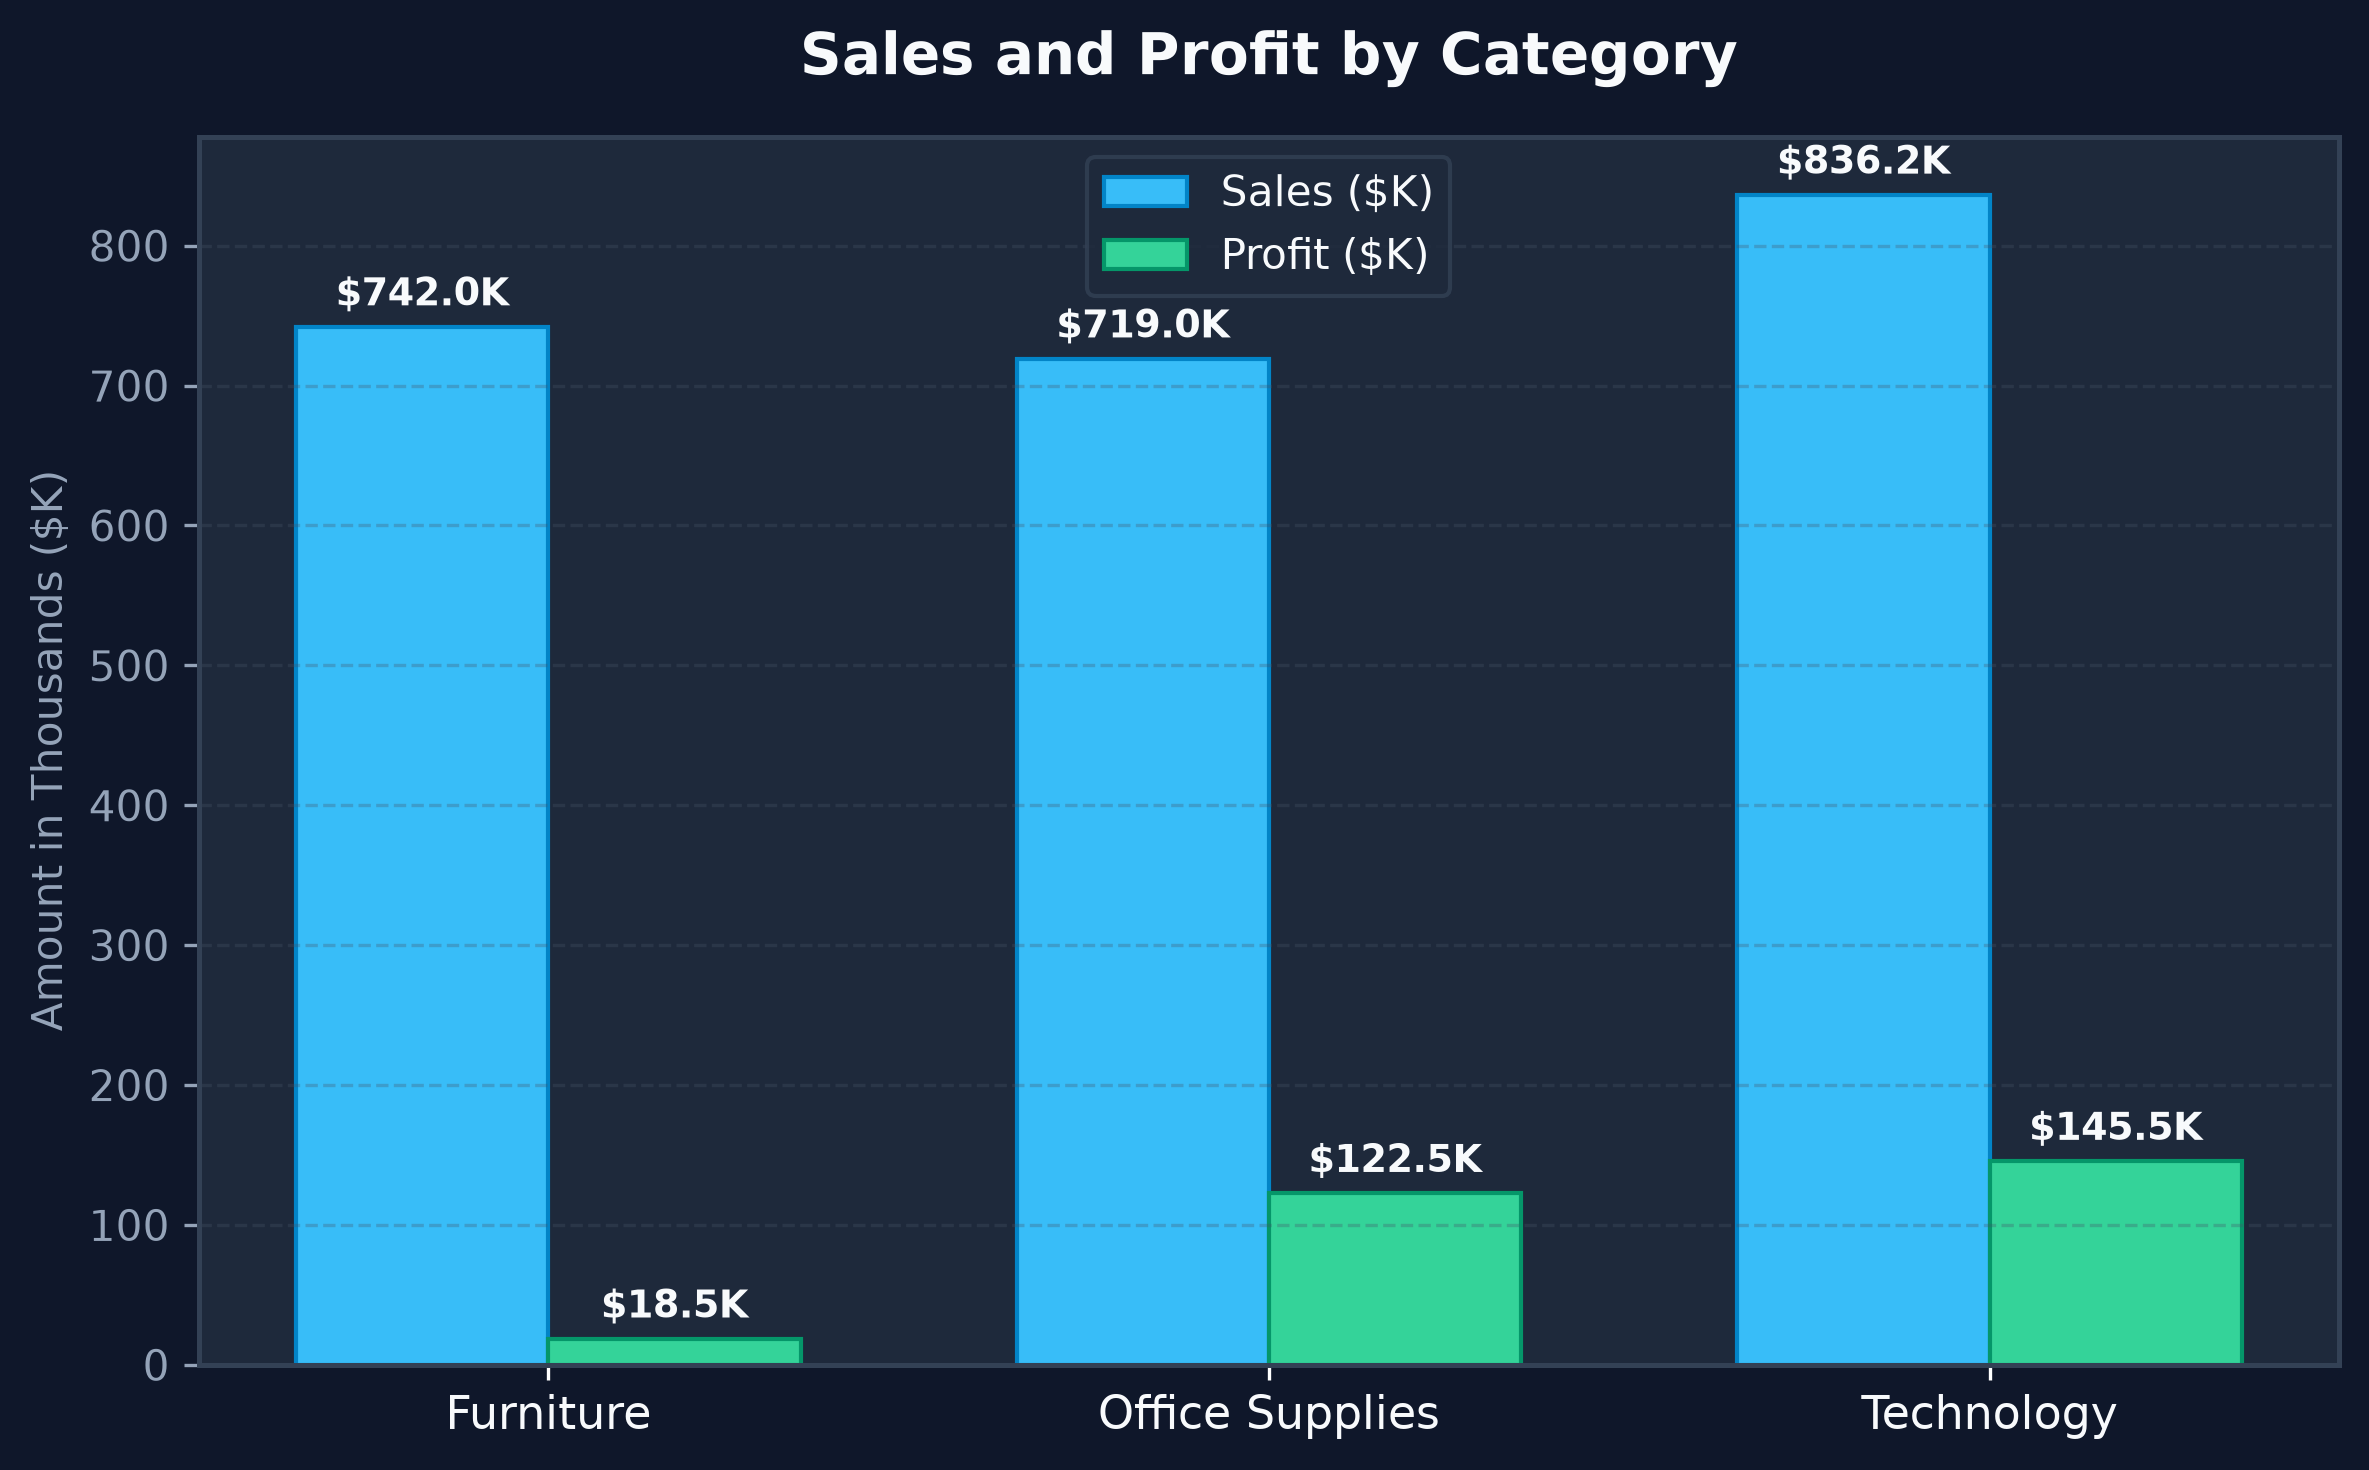 Sales and Profit by Category
Sales ($K)
Profit ($K)
$742.0K
$719.0K
$836.2K
$18.5K
$122.5K
$145.5K
Amount in Thousands ($K)
800
700
600
500
400
300
200
100
0
Furniture
Office Supplies
Technology